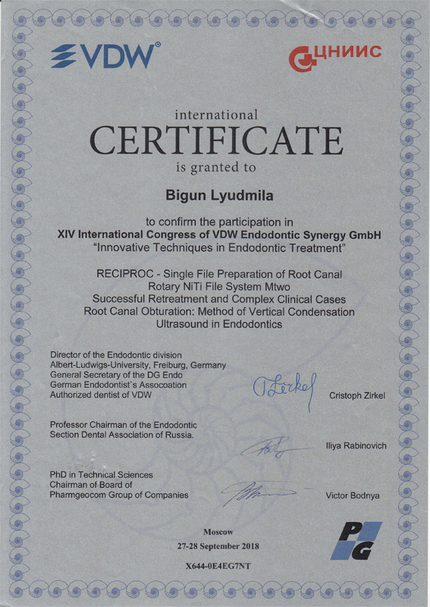 VDW®
ЦНИИС
international
CERTIFICATE
is granted to
Bigun Lyudmila
to confirm the participation in
XIV International Congress of VDW Endodontic Synergy GmbH
“Innovative Techniques in Endodontic Treatment”
RECIPROC - Single File Preparation of Root Canal
Rotary NiTi File System Mtwo
Successful Retreatment and Complex Clinical Cases
Root Canal Obturation: Method of Vertical Condensation
Ultrasound in Endodontics
Director of the Endodontic division
Albert-Ludwigs-University, Freiburg, Germany
General Secretary of the DG Endo
German Endodontist`s Assocoation
Authorized dentist of VDW
Cristoph Zirkel
Professor Chairman of the Endodontic
Section Dental Association of Russia.
Iliya Rabinovich
PhD in Technical Sciences
Chairman of Board of
Pharmgeocom Group of Companies
Victor Bodnya
Moscow
27-28 September 2018
X644-0E4EG7NT
PG